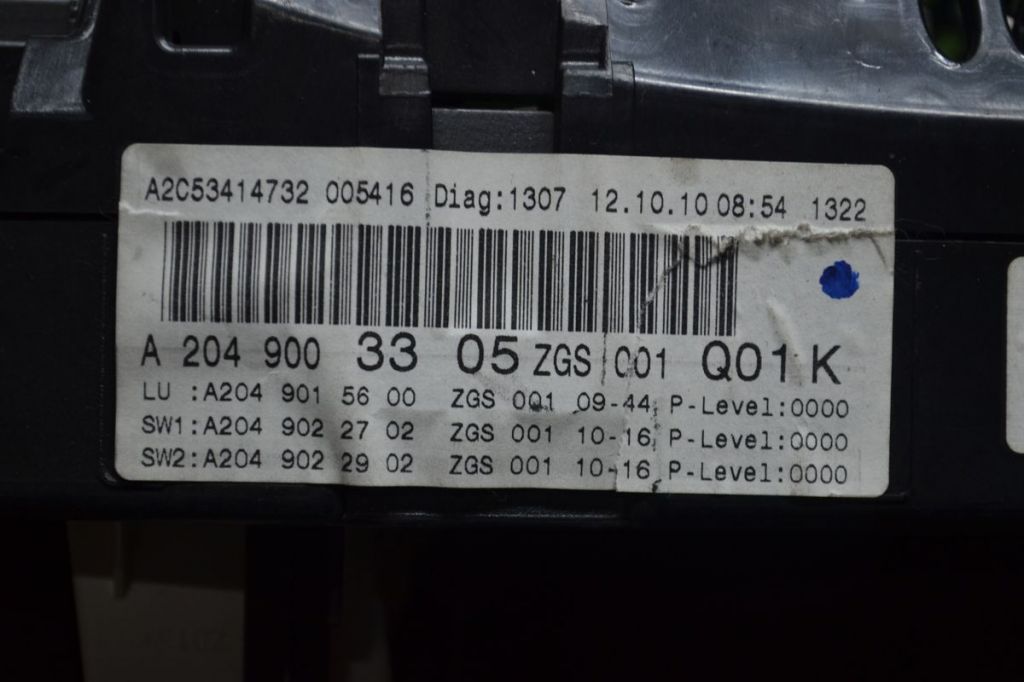 A2C53414732 005416 Diag:1307 12.10.10 08:54 1322
A 204 900 33 05 ZGS 001 Q01 K
LU :A204 901 56 00 ZGS 001 09-44, P-Level:0000
SW1:A204 902 27 02 ZGS 001 10-16, P-Level:0000
SW2:A204 902 29 02 ZGS 001 10-16, P-Level:0000